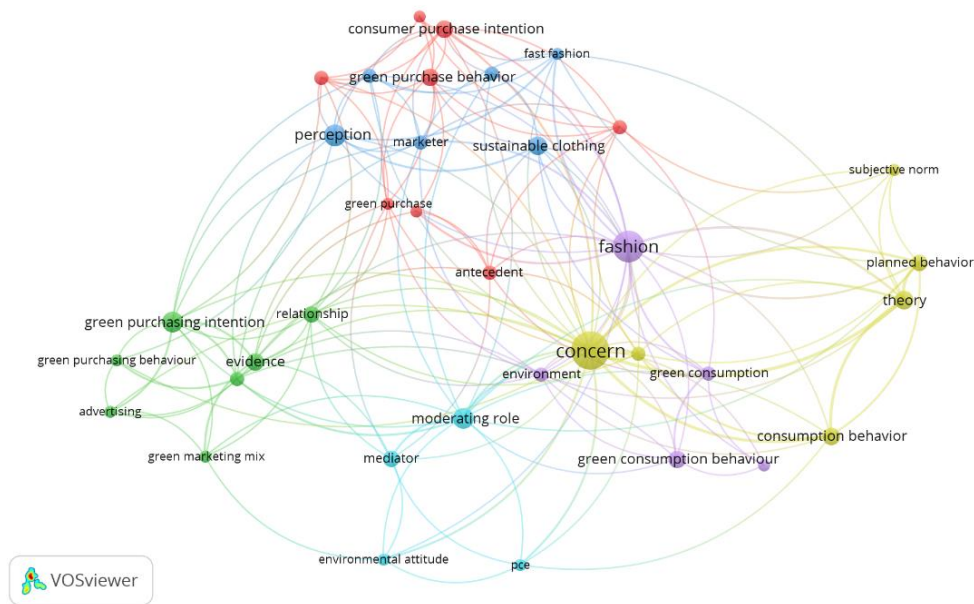 consumer purchase intention
fast fashion
green purchase behavior
perception
marketer
sustainable clothing
subjective norm
green purchase
fashion
planned behavior
antecedent
theory
relationship
green purchasing intention
concern
green purchasing behaviour
evidence
environment
green consumption
advertising
moderating role
consumption behavior
green marketing mix
mediator
green consumption behaviour
environmental attitude
pce
VOSviewer